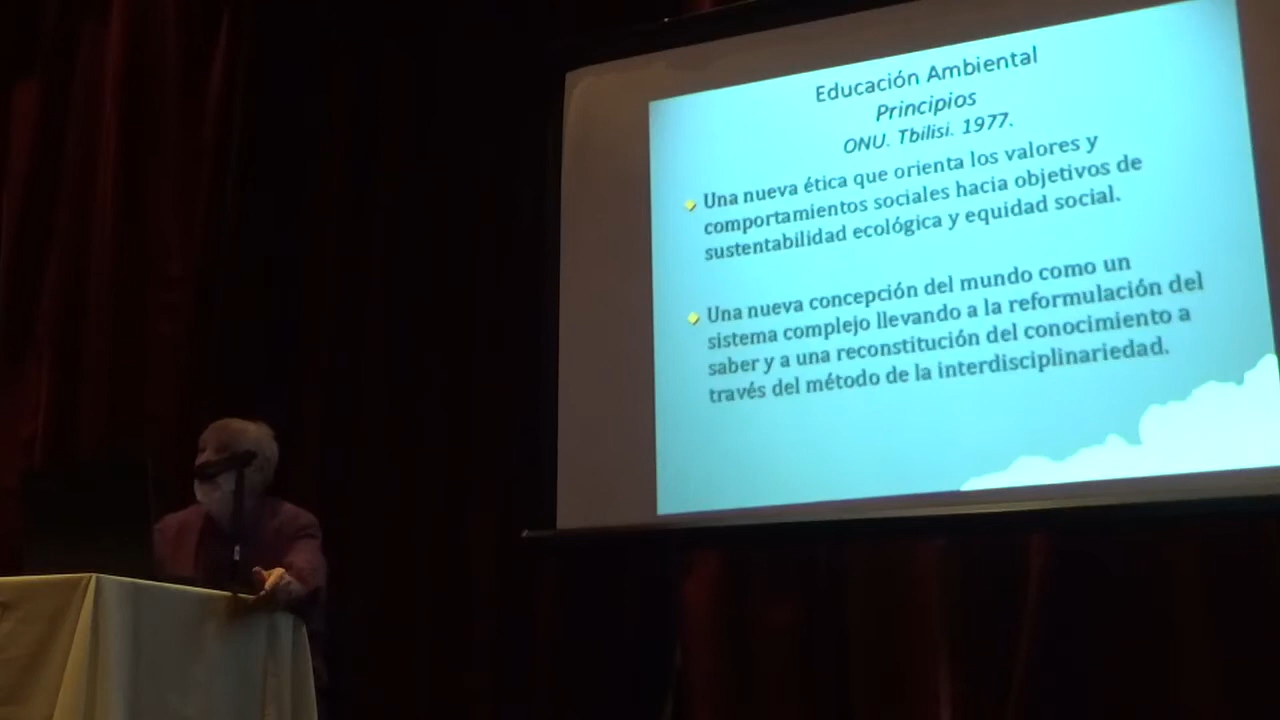 Educación Ambiental
Principios
ONU. Tbilisi. 1977.
Una nueva ética que orienta los valores y
comportamientos sociales hacia objetivos de
sustentabilidad ecológica y equidad social.
Una nueva concepción del mundo como un
sistema complejo llevando a la reformulación del
saber y a una reconstitución del conocimiento a
través del método de la interdisciplinariedad.